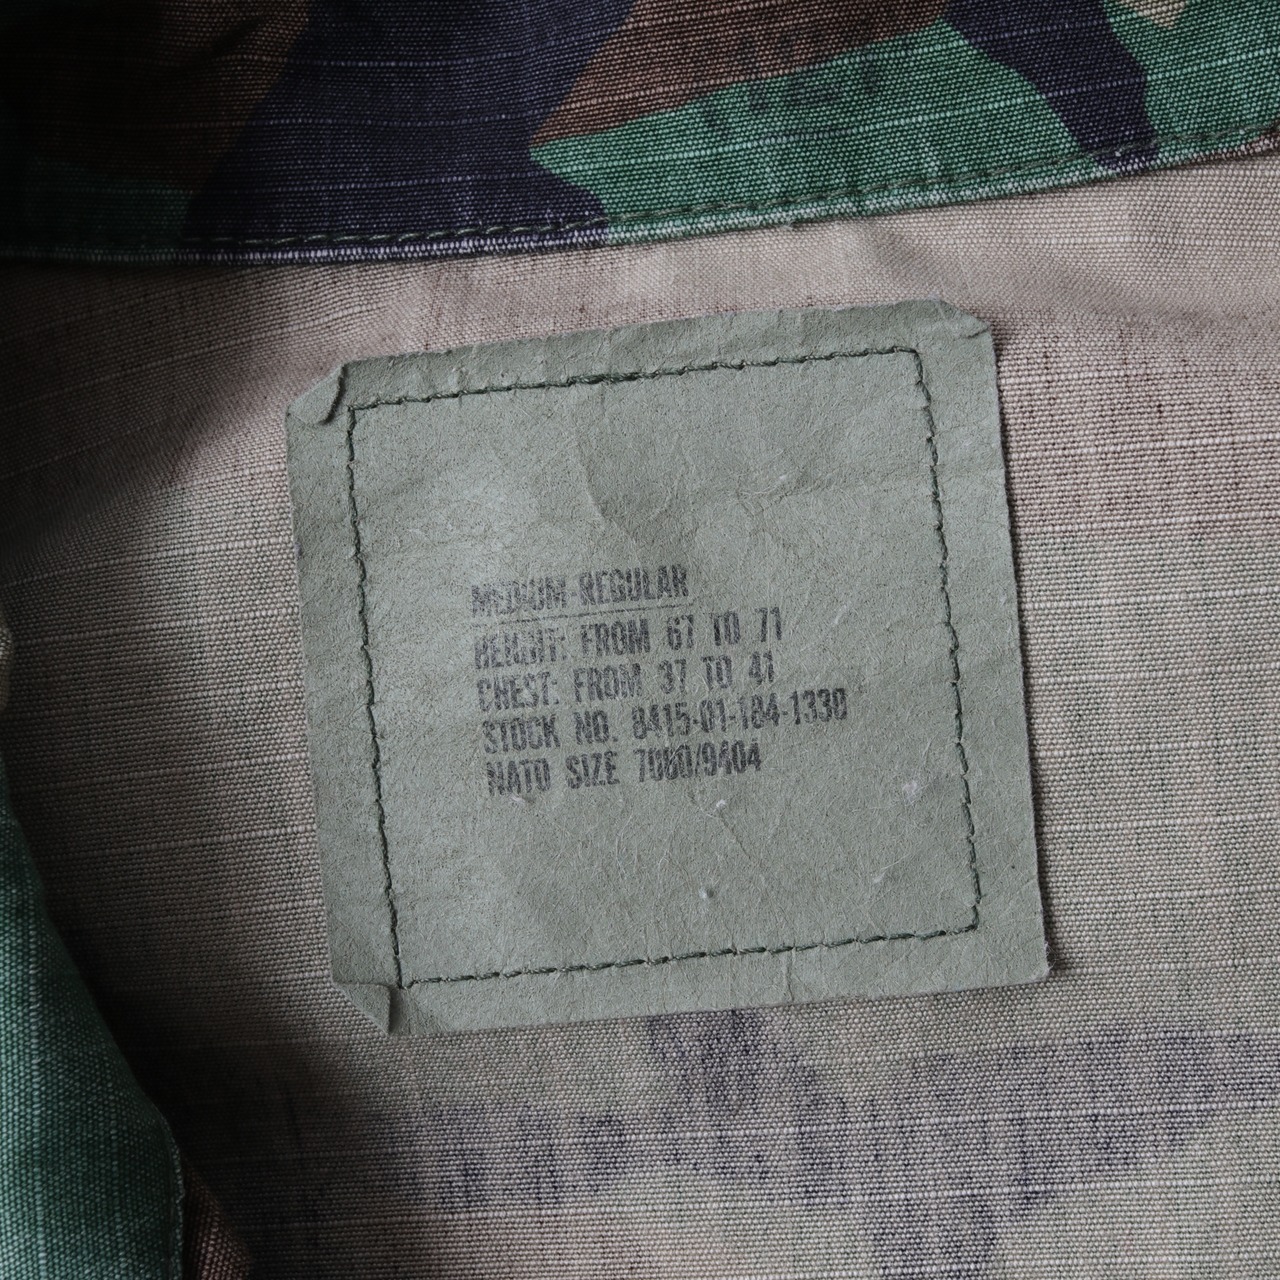 MEDIUM-REGULAR
HEIGHT: FROM 67 TO 71
CHEST: FROM 37 TO 41
STOCK NO. 8415-01-184-1330
NATO SIZE 7080/9404